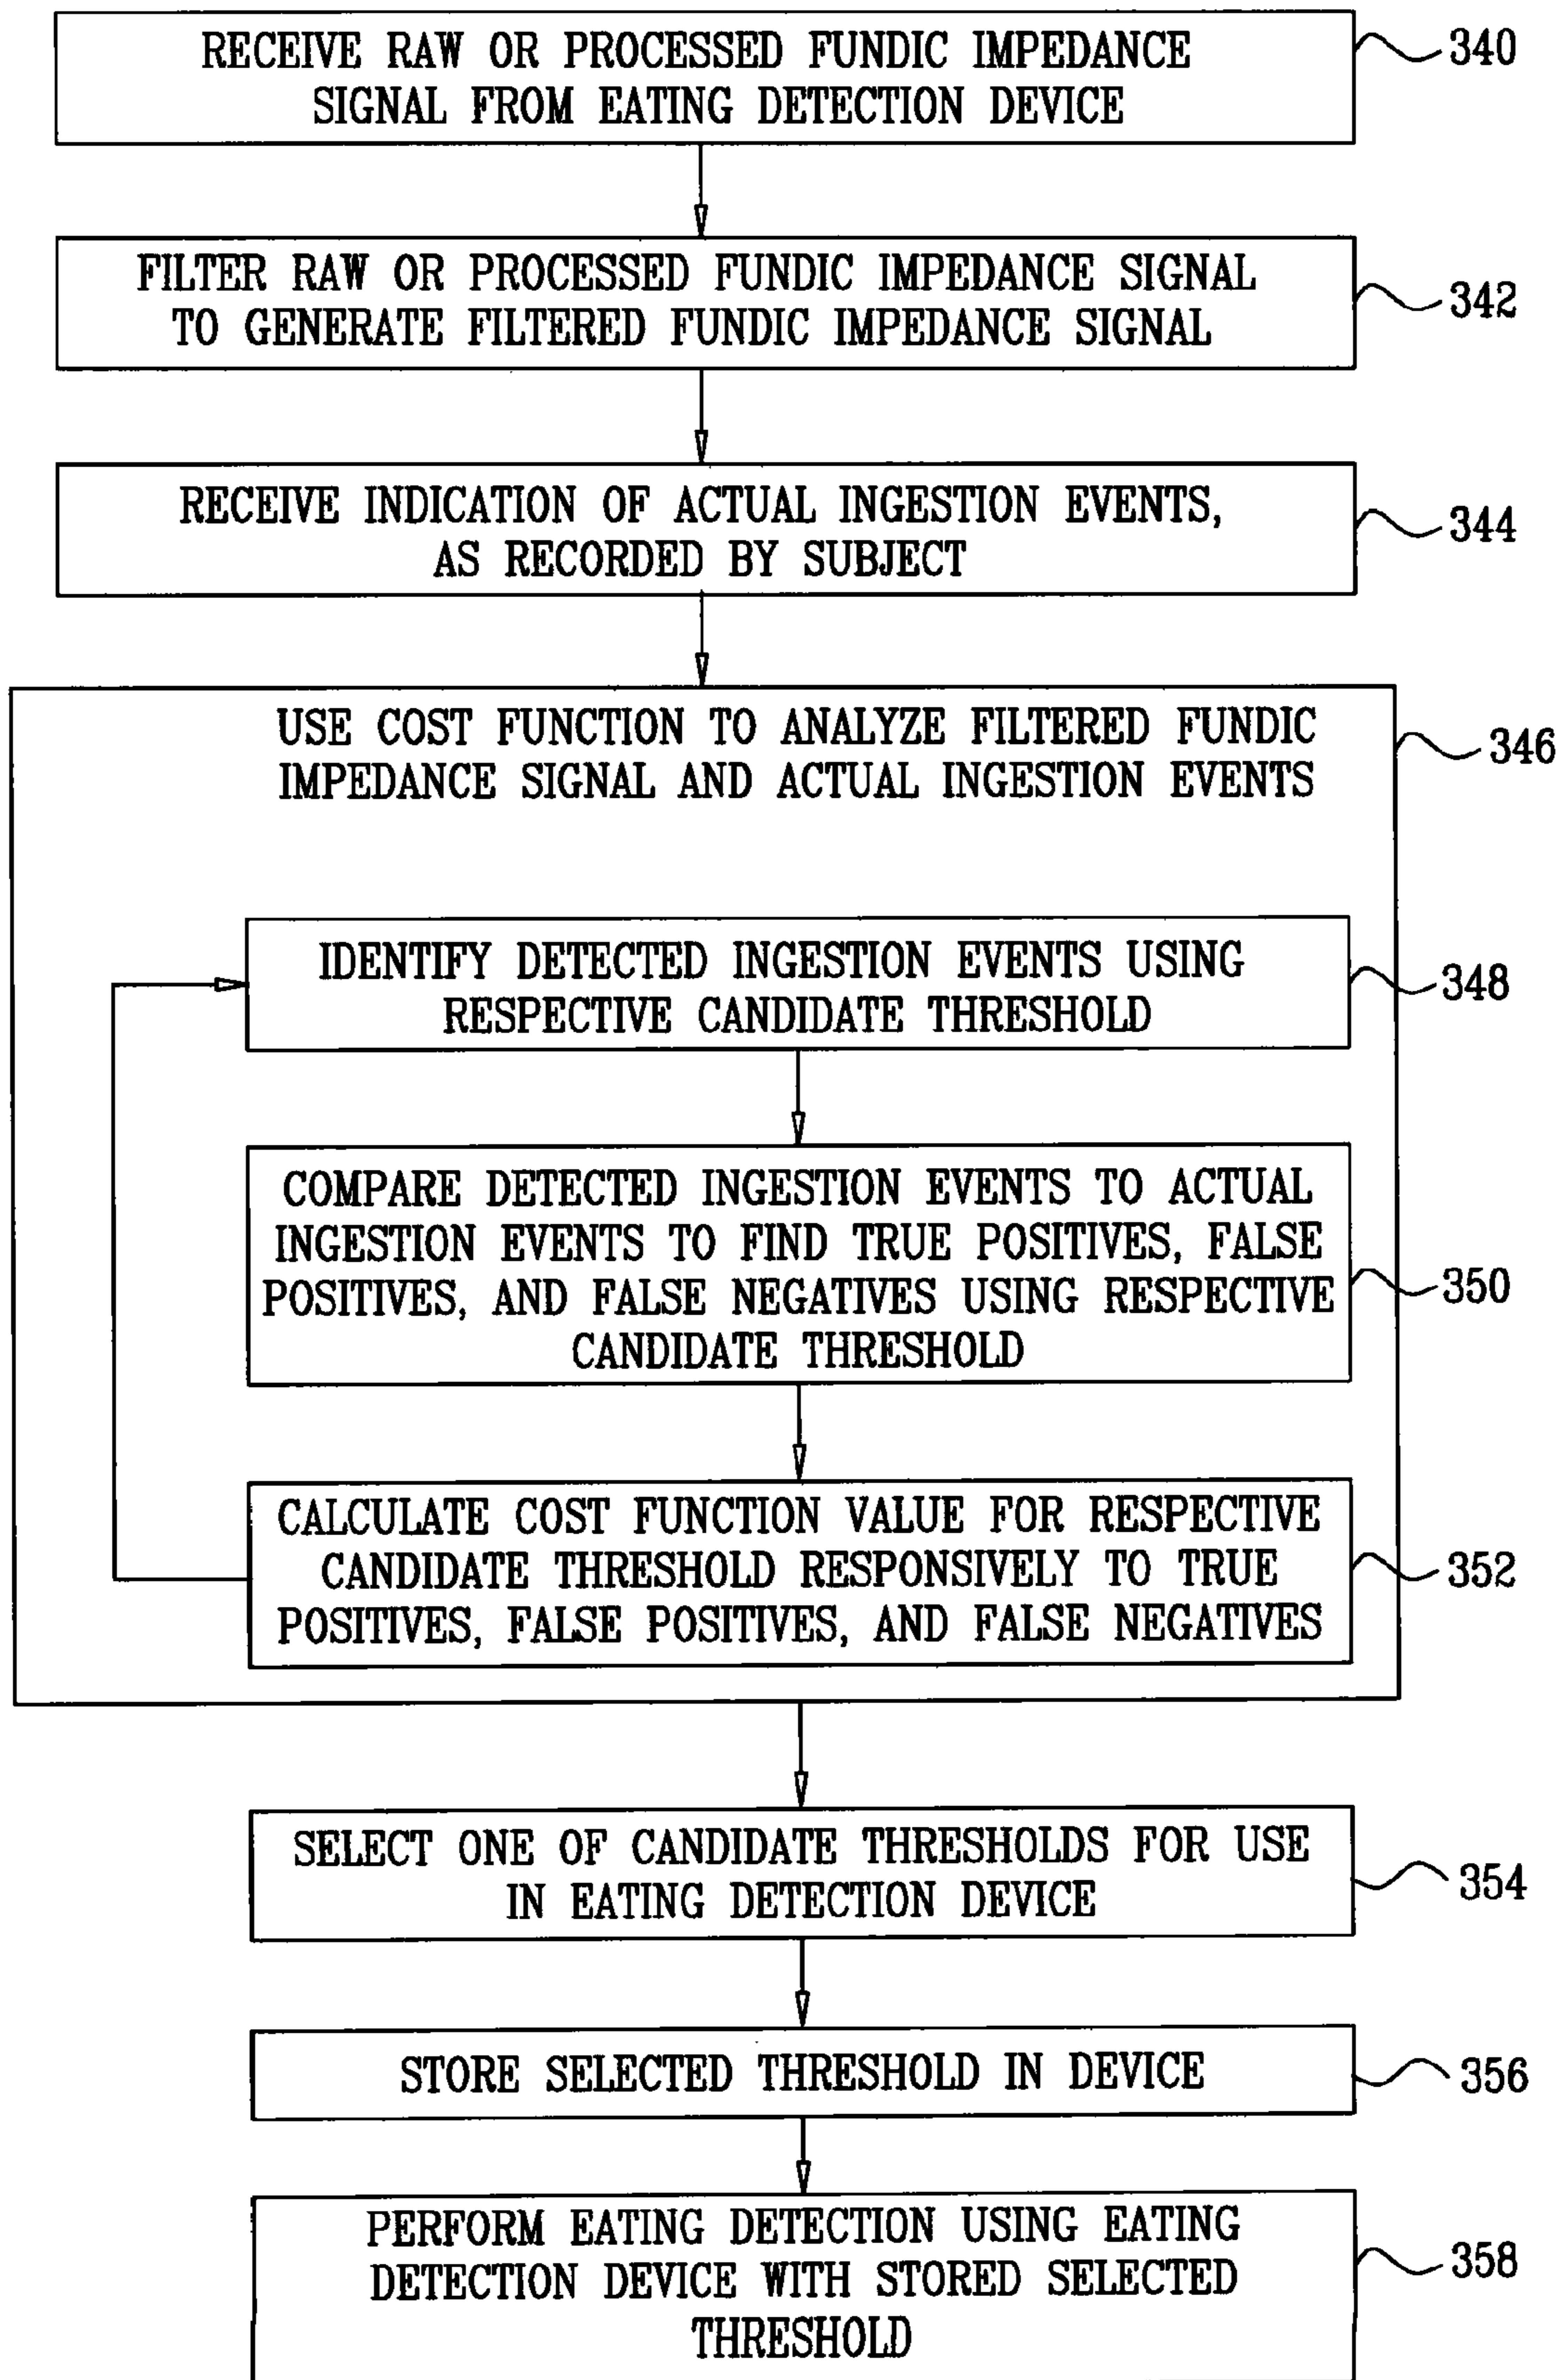 RECEIVE RAW OR PROCESSED FUNDIC IMPEDANCE
SIGNAL FROM EATING DETECTION DEVICE
340
FILTER RAW OR PROCESSED FUNDIC IMPEDANCE SIGNAL
TO GENERATE FILTERED FUNDIC IMPEDANCE SIGNAL
342
RECEIVE INDICATION OF ACTUAL INGESTION EVENTS,
AS RECORDED BY SUBJECT
344
USE COST FUNCTION TO ANALYZE FILTERED FUNDIC
IMPEDANCE SIGNAL AND ACTUAL INGESTION EVENTS
346
IDENTIFY DETECTED INGESTION EVENTS USING
RESPECTIVE CANDIDATE THRESHOLD
348
COMPARE DETECTED INGESTION EVENTS TO ACTUAL
INGESTION EVENTS TO FIND TRUE POSITIVES, FALSE
POSITIVES, AND FALSE NEGATIVES USING RESPECTIVE
CANDIDATE THRESHOLD
350
CALCULATE COST FUNCTION VALUE FOR RESPECTIVE
CANDIDATE THRESHOLD RESPONSIVELY TO TRUE
POSITIVES, FALSE POSITIVES, AND FALSE NEGATIVES
352
SELECT ONE OF CANDIDATE THRESHOLDS FOR USE
IN EATING DETECTION DEVICE
354
STORE SELECTED THRESHOLD IN DEVICE
356
PERFORM EATING DETECTION USING EATING
DETECTION DEVICE WITH STORED SELECTED
THRESHOLD
358